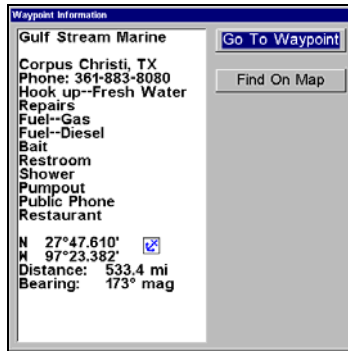 Waypoint Information
Gulf Stream Marine
Go To Waypoint
Corpus Christi, TX
Phone: 361-883-8080
Find On Map
Hook up--Fresh Water
Repairs
Fuel--Gas
Fuel--Diesel
Bait
Restroom
Shower
Pumpout
Public Phone
Restaurant
N 27°47.610'
W 97°23.382'
Distance: 533.4 mi
Bearing: 173° mag